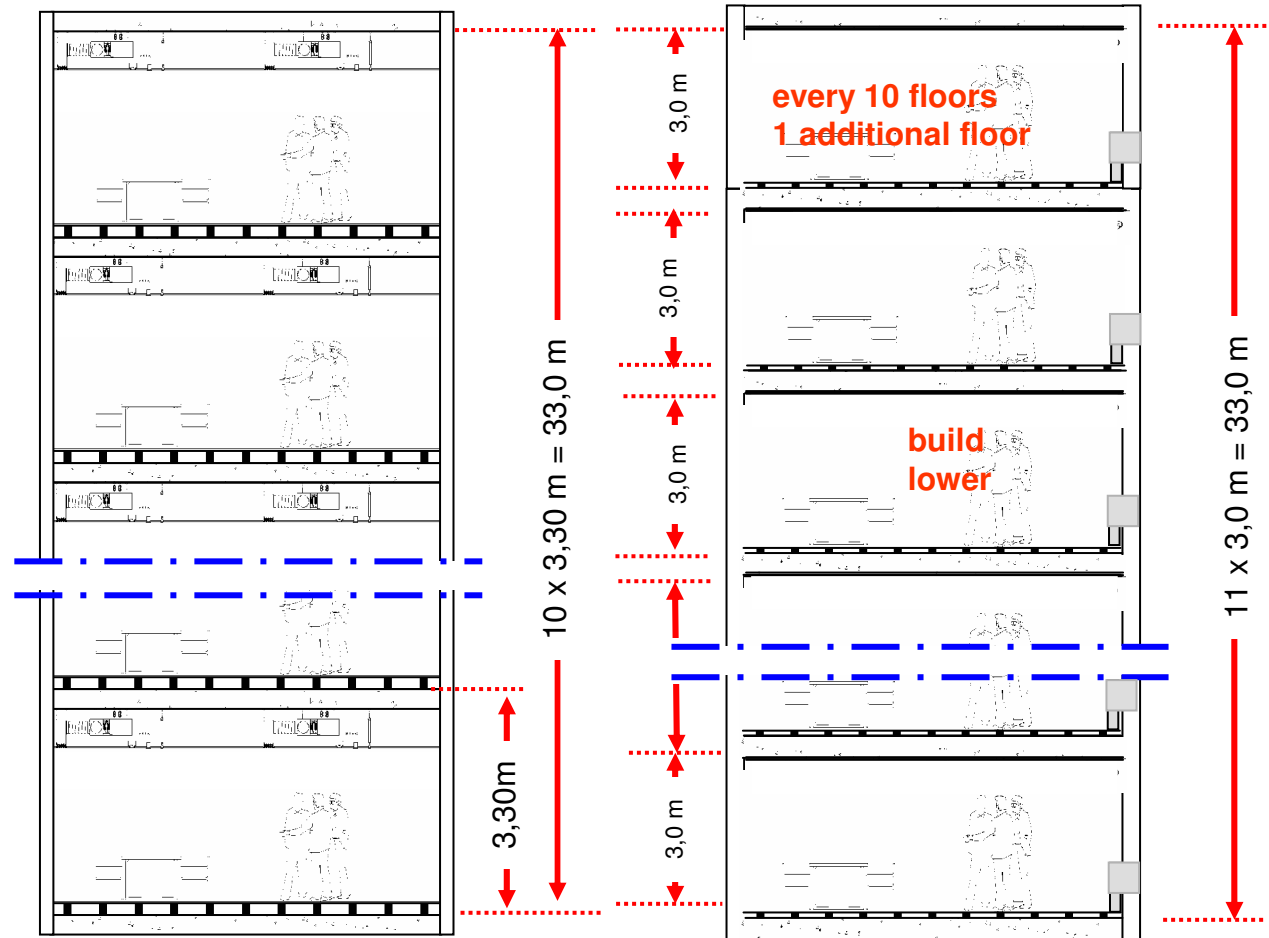 3,30m
10 x 3,30 m = 33,0 m
3,0 m
every 10 floors
1 additional floor
3,0 m
3,0 m
build
lower
3,0 m
11 x 3,0 m = 33,0 m